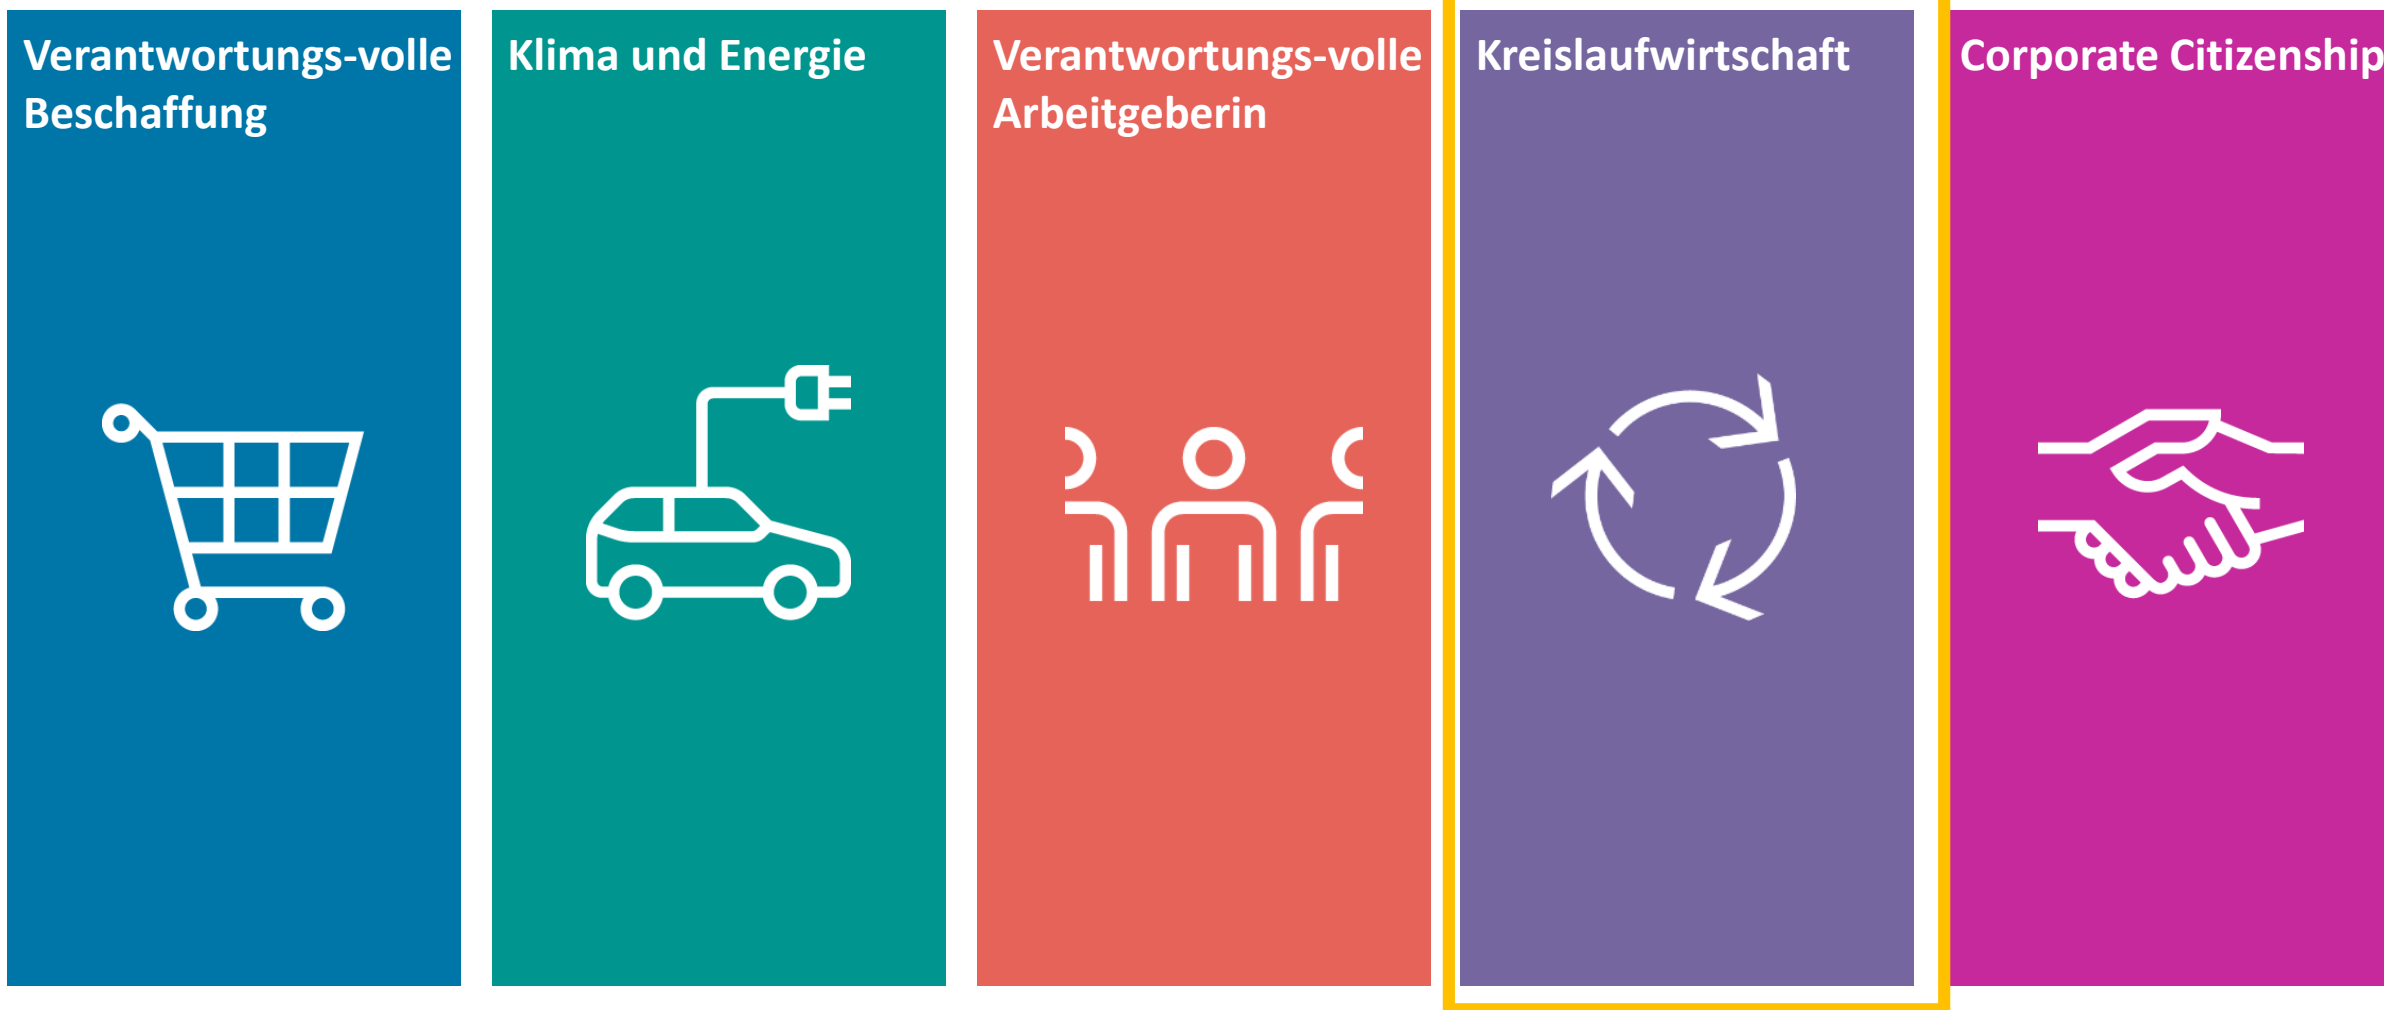 Verantwortungs-volle
Beschaffung
Klima und Energie
Verantwortungs-volle
Arbeitgeberin
Kreislaufwirtschaft
Corporate Citizenship